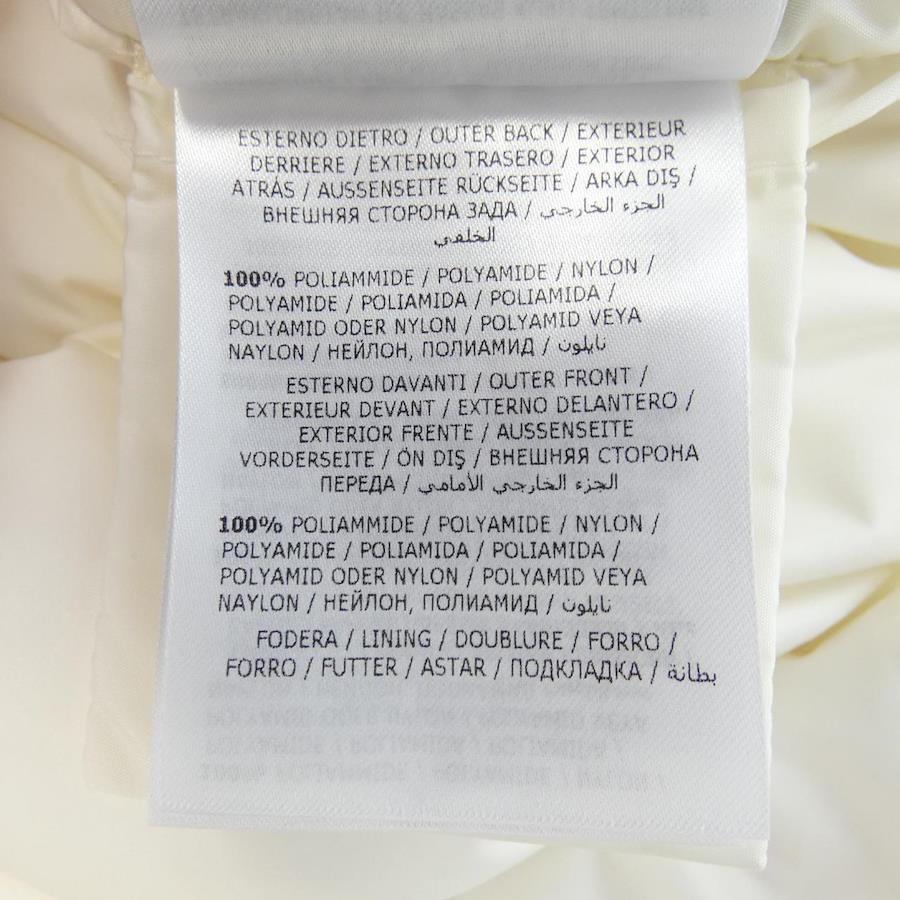 ESTERNO DIETRO / OUTER BACK / EXTERIEUR
DERRIERE / EXTERNO TRASERO / EXTERIOR
ATRÁS / AUSSENSEITE RÜCKSEITE / ARKA DIŞ /
ВНЕШНЯЯ СТОРОНА ЗАДА / الجزء الخارجي
الخلفي
100% POLIAMMIDE / POLYAMIDE / NYLON /
POLYAMIDE / POLIAMIDA / POLIAMIDA /
POLYAMID ODER NYLON / POLYAMID VEYA
NAYLON / НЕЙЛОН, ПОЛИАМИД / نايلون
ESTERNO DAVANTI / OUTER FRONT /
EXTERIEUR DEVANT / EXTERNO DELANTERO /
EXTERIOR FRENTE / AUSSENSEITE
VORDERSEITE / ÖN DIŞ / ВНЕШНЯЯ СТОРОНА
ПЕРЕДА / الجزء الخارجي الأمامي
100% POLIAMMIDE / POLYAMIDE / NYLON /
POLYAMIDE / POLIAMIDA / POLIAMIDA /
POLYAMID ODER NYLON / POLYAMID VEYA
NAYLON / НЕЙЛОН, ПОЛИАМИД / نايلون
FODERA / LINING / DOUBLURE / FORRO /
FORRO / FUTTER / ASTAR / ПОДКЛАДКА / بطانة